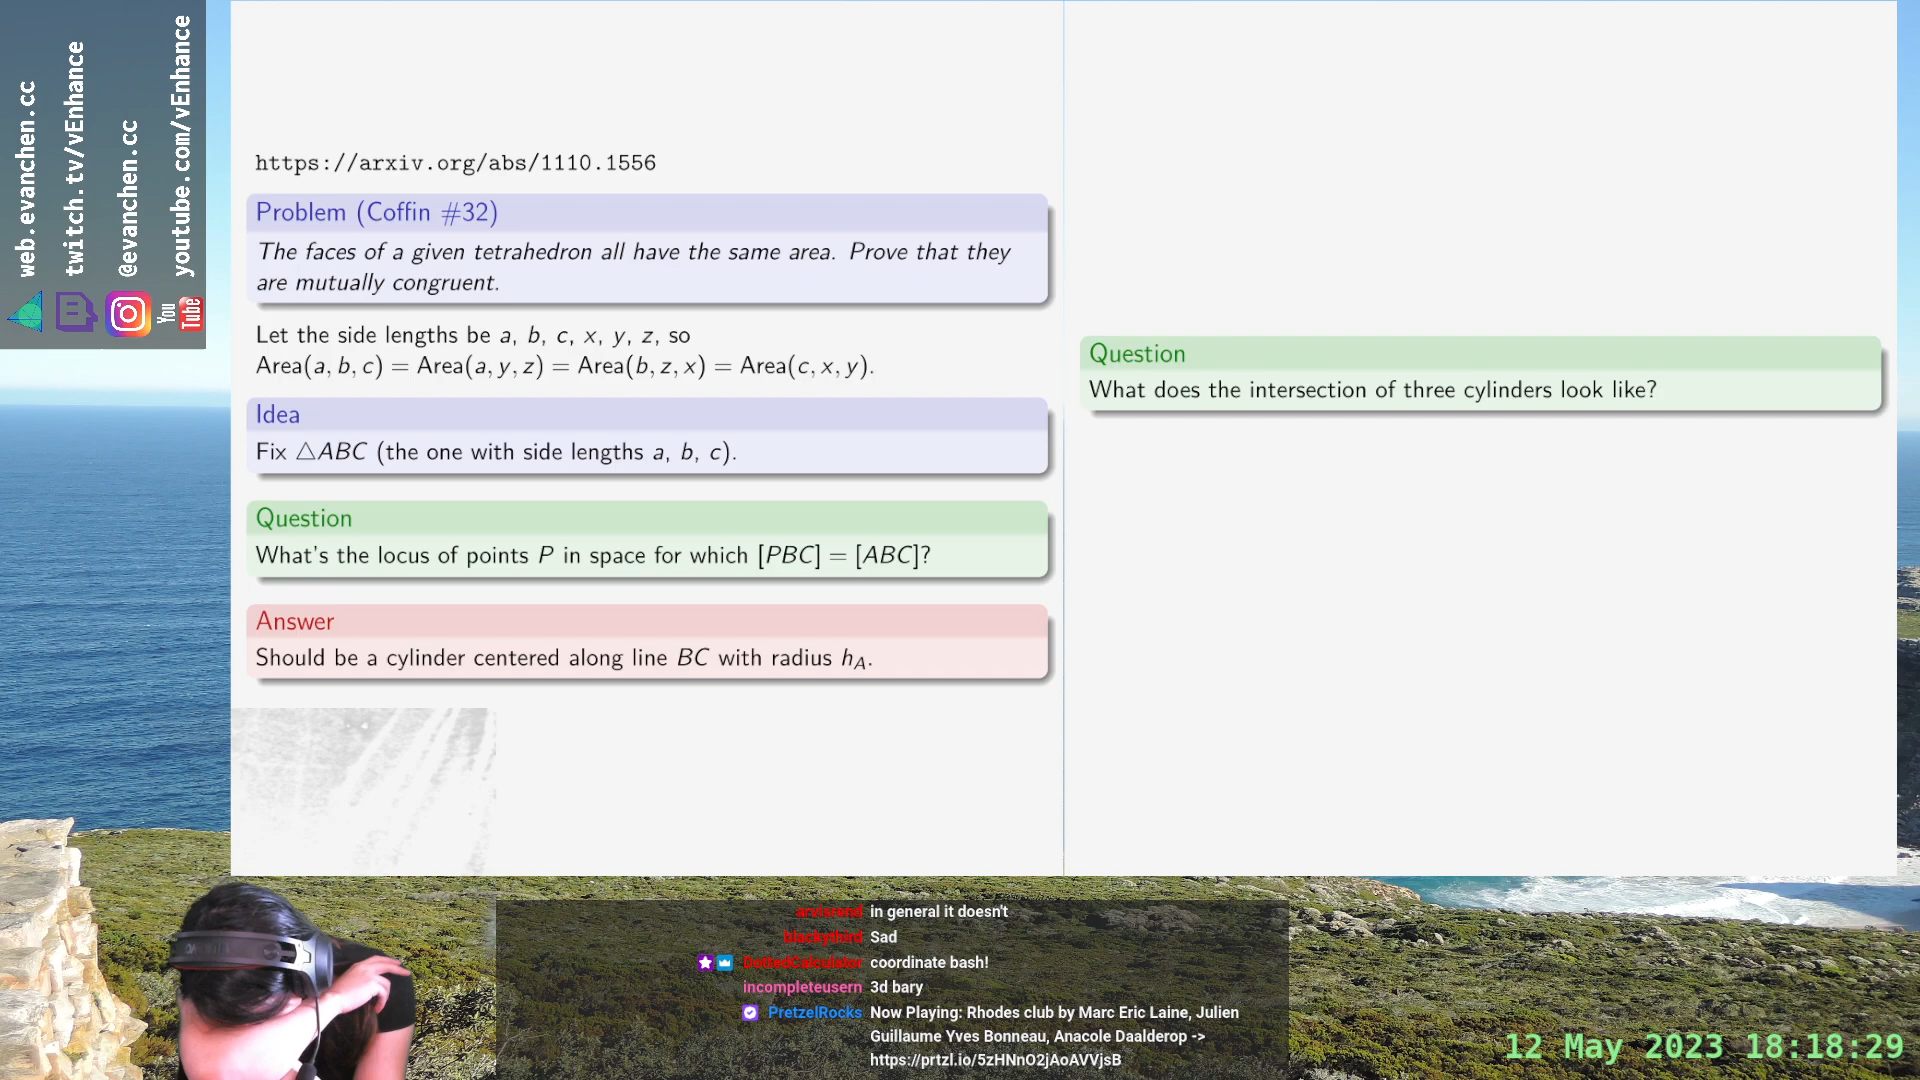 web.evanchen.cc
twitch.tv/vEnhance
@evanchen.cc
youtube.com/vEnhance
You
Tube
https://arxiv.org/abs/1110.1556
Problem (Coffin #32)
The faces of a given tetrahedron all have the same area. Prove that they
are mutually congruent.
Let the side lengths be a, b, c, x, y, z, so
Area(a, b, c) = Area(a, y, z) = Area(b, z, x) = Area(c, x, y).
Idea
Fix △ABC (the one with side lengths a, b, c).
Question
What's the locus of points P in space for which [PBC] = [ABC]?
Answer
Should be a cylinder centered along line BC with radius h_A.
Question
What does the intersection of three cylinders look like?
in general it doesn't
Sad
DottedCalculator coordinate bash!
incompleteusern 3d bary
PretzelRocks Now Playing: Rhodes club by Marc Eric Laine, Julien
Guillaume Yves Bonneau, Anacole Daalderop ->
https://prtzl.io/5zHNnO2jAoAVVjsB
12 May 2023 18:18:29